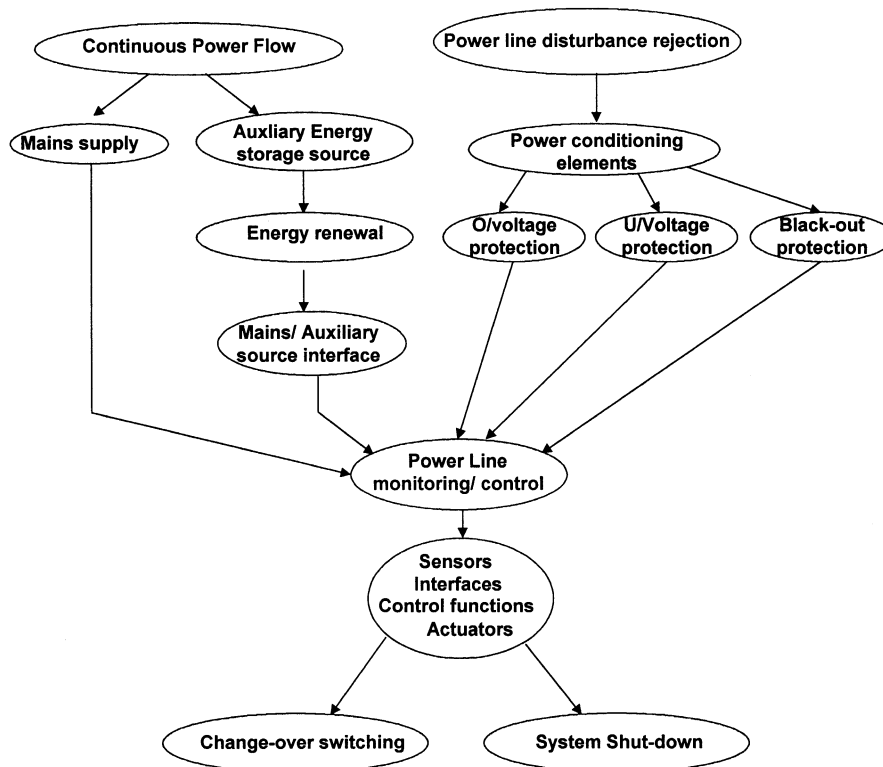 Continuous Power Flow
Power line disturbance rejection
Mains supply
Auxliary Energy
storage source
Power conditioning
elements
Energy renewal
O/voltage
protection
U/Voltage
protection
Black-out
protection
Mains/ Auxiliary
source interface
Power Line
monitoring/ control
Sensors
Interfaces
Control functions
Actuators
Change-over switching
System Shut-down